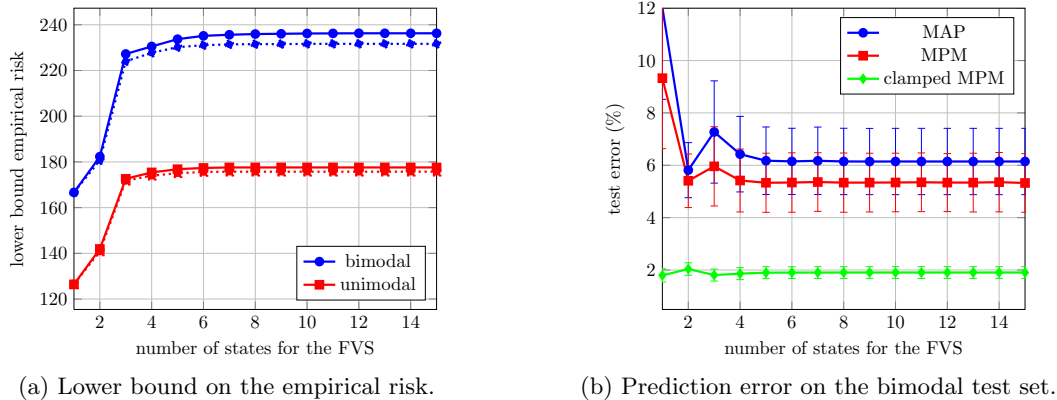 240
220
200
180
160
140
120
lower bound empirical risk
bimodal
unimodal
2 4 6 8 10 12 14
number of states for the FVS
(a) Lower bound on the empirical risk.
12
10
8
6
4
2
test error (%)
MAP
MPM
clamped MPM
2 4 6 8 10 12 14
number of states for the FVS
(b) Prediction error on the bimodal test set.